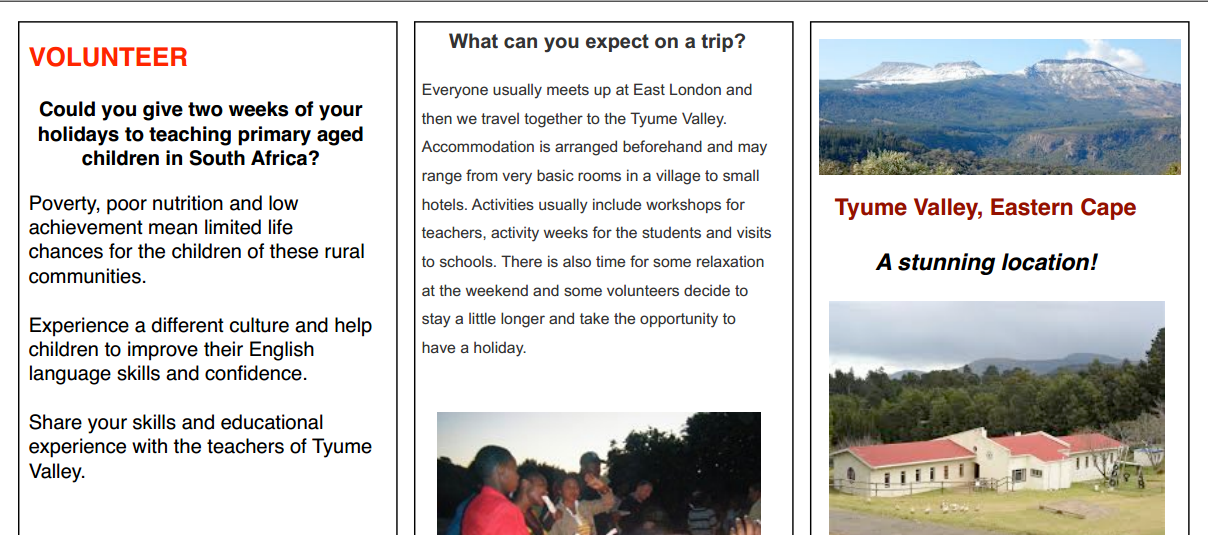 VOLUNTEER
Could you give two weeks of your
holidays to teaching primary aged
children in South Africa?
Poverty, poor nutrition and low
achievement mean limited life
chances for the children of these rural
communities.
Experience a different culture and help
children to improve their English
language skills and confidence.
Share your skills and educational
experience with the teachers of Tyume
Valley.
What can you expect on a trip?
Everyone usually meets up at East London and
then we travel together to the Tyume Valley.
Accommodation is arranged beforehand and may
range from very basic rooms in a village to small
hotels. Activities usually include workshops for
teachers, activity weeks for the students and visits
to schools. There is also time for some relaxation
at the weekend and some volunteers decide to
stay a little longer and take the opportunity to
have a holiday.
Tyume Valley, Eastern Cape
A stunning location!